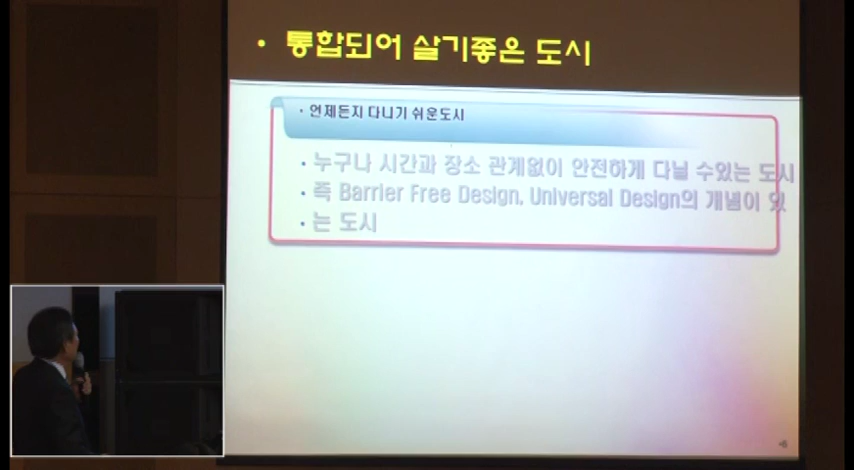 • 통합되어 살기좋은 도시
• 언제든지 다니기 쉬운도시
• 누구나 시간과 장소 관계없이 안전하게 다닐 수있는 도시
• 즉 Barrier Free Design, Universal Design의 개념이 있
• 는 도시